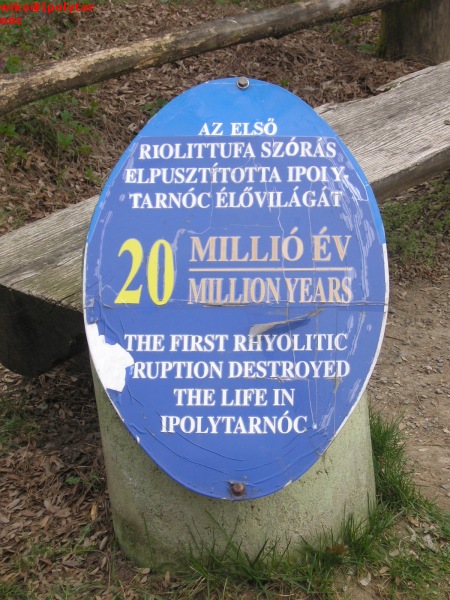 AZ ELSŐ
RIOLITTUFA SZÓRÁS
ELPUSZTÍTOTTA IPOLY-
TARNÓC ÉLŐVILÁGÁT
20 MILLIÓ ÉV
MILLION YEARS
THE FIRST RHYOLITIC
RUPTION DESTROYED
THE LIFE IN
IPOLYTARNÓC